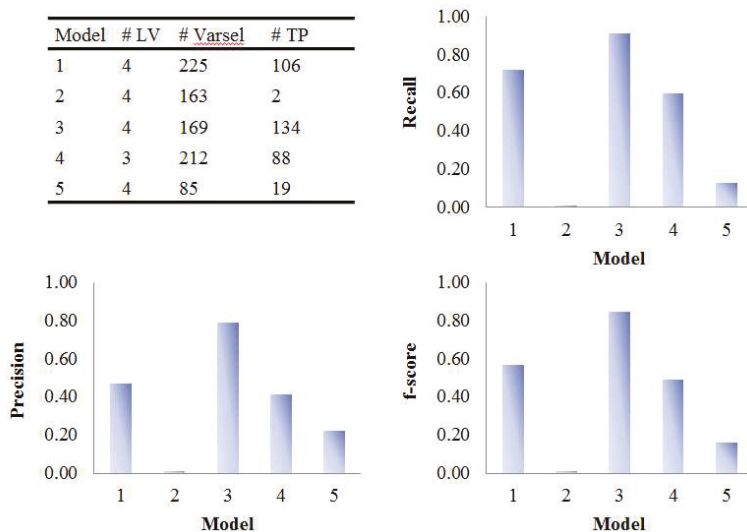 Model # LV # Varsel # TP
1 4 225 106
2 4 163 2
3 4 169 134
4 3 212 88
5 4 85 19
1.00
0.80
0.60
0.40
0.20
0.00
Recall
1 2 3 4 5
Model
1.00
0.80
0.60
0.40
0.20
0.00
Precision
1 2 3 4 5
Model
1.00
0.80
0.60
0.40
0.20
0.00
f-score
1 2 3 4 5
Model